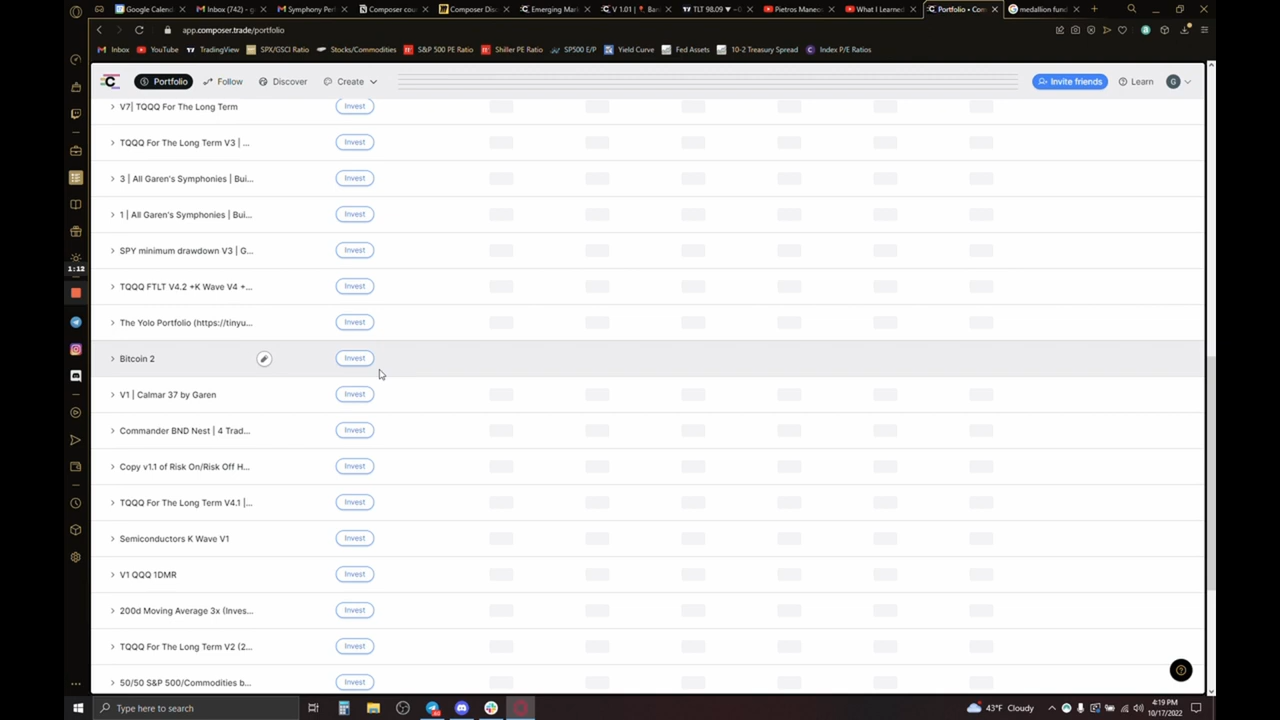 Google Calend
Inbox (742) - g
Symphony Perf
Composer cou
Composer Disc
Emerging Mark
V 1.01 | Ban
TLT 98.09 ▼ −0
Pietros Maneos
What I Learned
Portfolio • Com
medallion fund
app.composer.trade/portfolio
Inbox
YouTube
TradingView
SPX/GSCI Ratio
Stocks/Commodities
S&P 500 PE Ratio
Shiller PE Ratio
SP500 E/P
Yield Curve
Fed Assets
10-2 Treasury Spread
Index P/E Ratios
Portfolio
Follow
Discover
Create
Invite friends
Learn
G
V7| TQQQ For The Long Term Invest
TQQQ For The Long Term V3 | ... Invest
3 | All Garen's Symphonies | Bui... Invest
1 | All Garen's Symphonies | Bui... Invest
SPY minimum drawdown V3 | G... Invest
1:12
TQQQ FTLT V4.2 +K Wave V4 +... Invest
The Yolo Portfolio (https://tinyu... Invest
Bitcoin 2 Invest
V1 | Calmar 37 by Garen Invest
Commander BND Nest | 4 Trad... Invest
Copy v1.1 of Risk On/Risk Off H... Invest
TQQQ For The Long Term V4.1 |... Invest
Semiconductors K Wave V1 Invest
V1 QQQ 1DMR Invest
200d Moving Average 3x (Inves... Invest
TQQQ For The Long Term V2 (2... Invest
50/50 S&P 500/Commodities b... Invest
Type here to search
43°F Cloudy
4:19 PM
10/17/2022